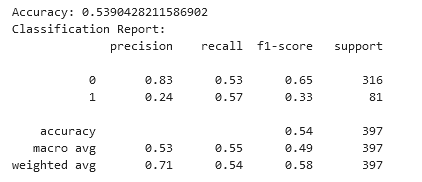 Accuracy: 0.5390428211586902
Classification Report:
precision recall f1-score support
0 0.83 0.53 0.65 316
1 0.24 0.57 0.33 81
accuracy 0.54 397
macro avg 0.53 0.55 0.49 397
weighted avg 0.71 0.54 0.58 397